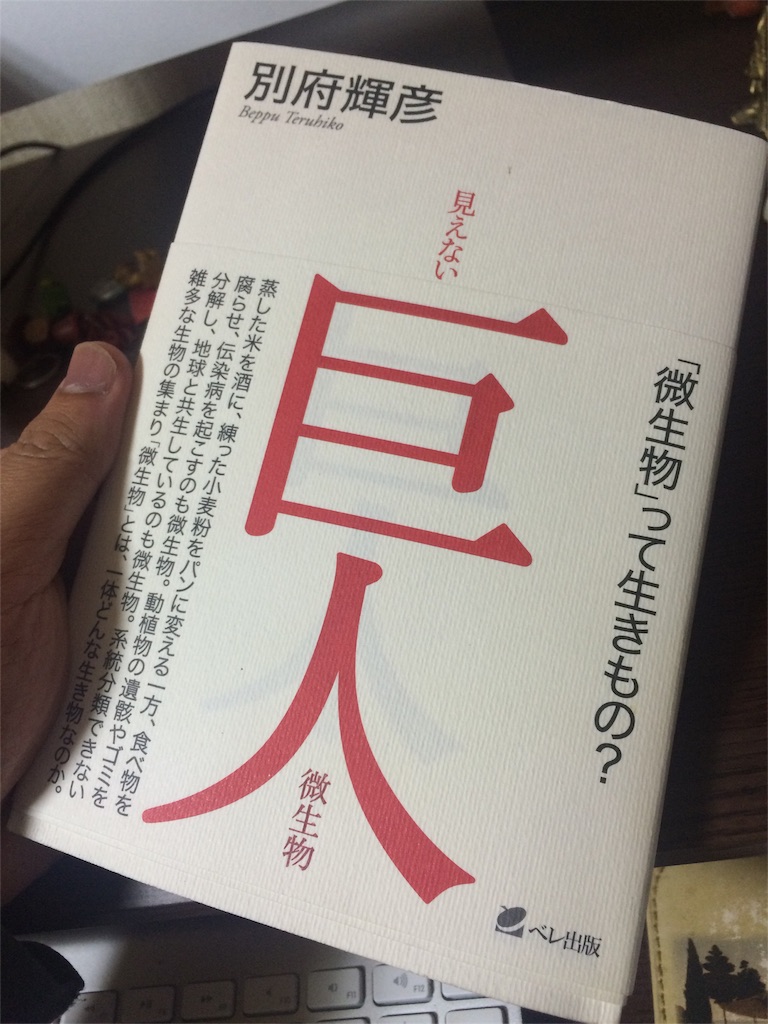 別府輝彦
Beppu Teruhiko
見えない
巨人
微生物
「微生物」って生きもの?
蒸した米を酒に、練った小麦粉をパンに変える一方、食べ物を
腐らせ、伝染病を起こすのも微生物。動植物の遺骸やゴミを
分解し、地球と共生しているのも微生物。系統分類できない
雑多な生物の集まり「微生物」とは、一体どんな生き物なのか。
ベレ出版
F11
F12